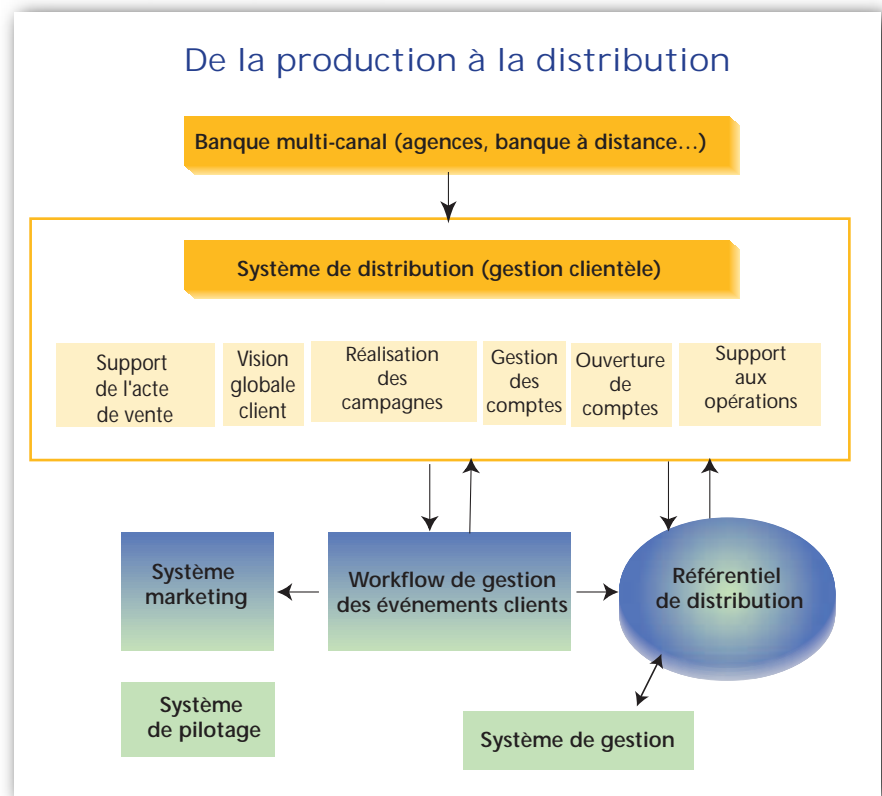 De la production à la distribution
Banque multi-canal (agences, banque à distance…)
Système de distribution (gestion clientèle)
Support
de l'acte
de vente
Vision
globale
client
Réalisation
des
campagnes
Gestion
des
comptes
Ouverture
de
comptes
Support
aux
opérations
Système
marketing
Workflow de gestion
des événements clients
Référentiel
de distribution
Système
de pilotage
Système de gestion